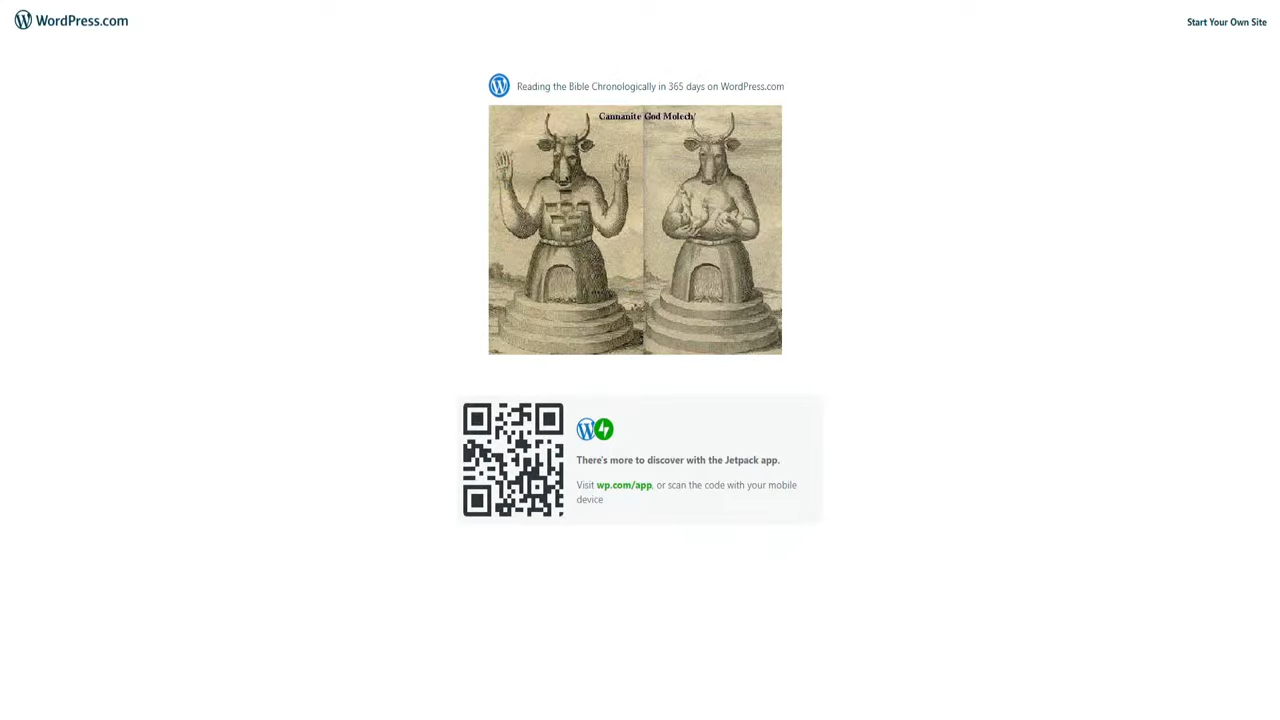 WordPress.com
Start Your Own Site
Reading the Bible Chronologically in 365 days on WordPress.com
Cannanite God Molech
There's more to discover with the Jetpack app.
Visit wp.com/app, or scan the code with your mobile
device